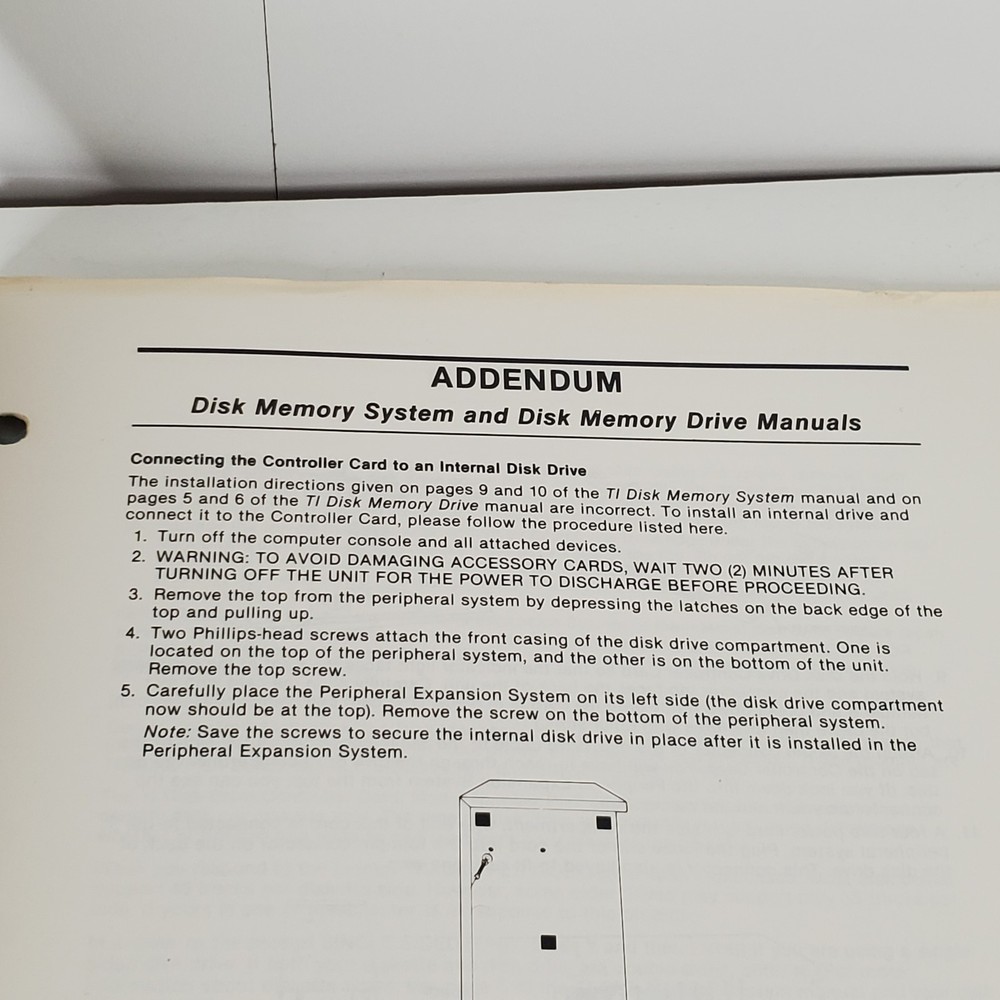 ADDENDUM
Disk Memory System and Disk Memory Drive Manuals
Connecting the Controller Card to an Internal Disk Drive
The installation directions given on pages 9 and 10 of the TI Disk Memory System manual and on
pages 5 and 6 of the TI Disk Memory Drive manual are incorrect. To install an internal drive and
connect it to the Controller Card, please follow the procedure listed here.
1. Turn off the computer console and all attached devices.
2. WARNING: TO AVOID DAMAGING ACCESSORY CARDS, WAIT TWO (2) MINUTES AFTER
TURNING OFF THE UNIT FOR THE POWER TO DISCHARGE BEFORE PROCEEDING.
3. Remove the top from the peripheral system by depressing the latches on the back edge of the
top and pulling up.
4. Two Phillips-head screws attach the front casing of the disk drive compartment. One is
located on the top of the peripheral system, and the other is on the bottom of the unit.
Remove the top screw.
5. Carefully place the Peripheral Expansion System on its left side (the disk drive compartment
now should be at the top). Remove the screw on the bottom of the peripheral system.
Note: Save the screws to secure the internal disk drive in place after it is installed in the
Peripheral Expansion System.